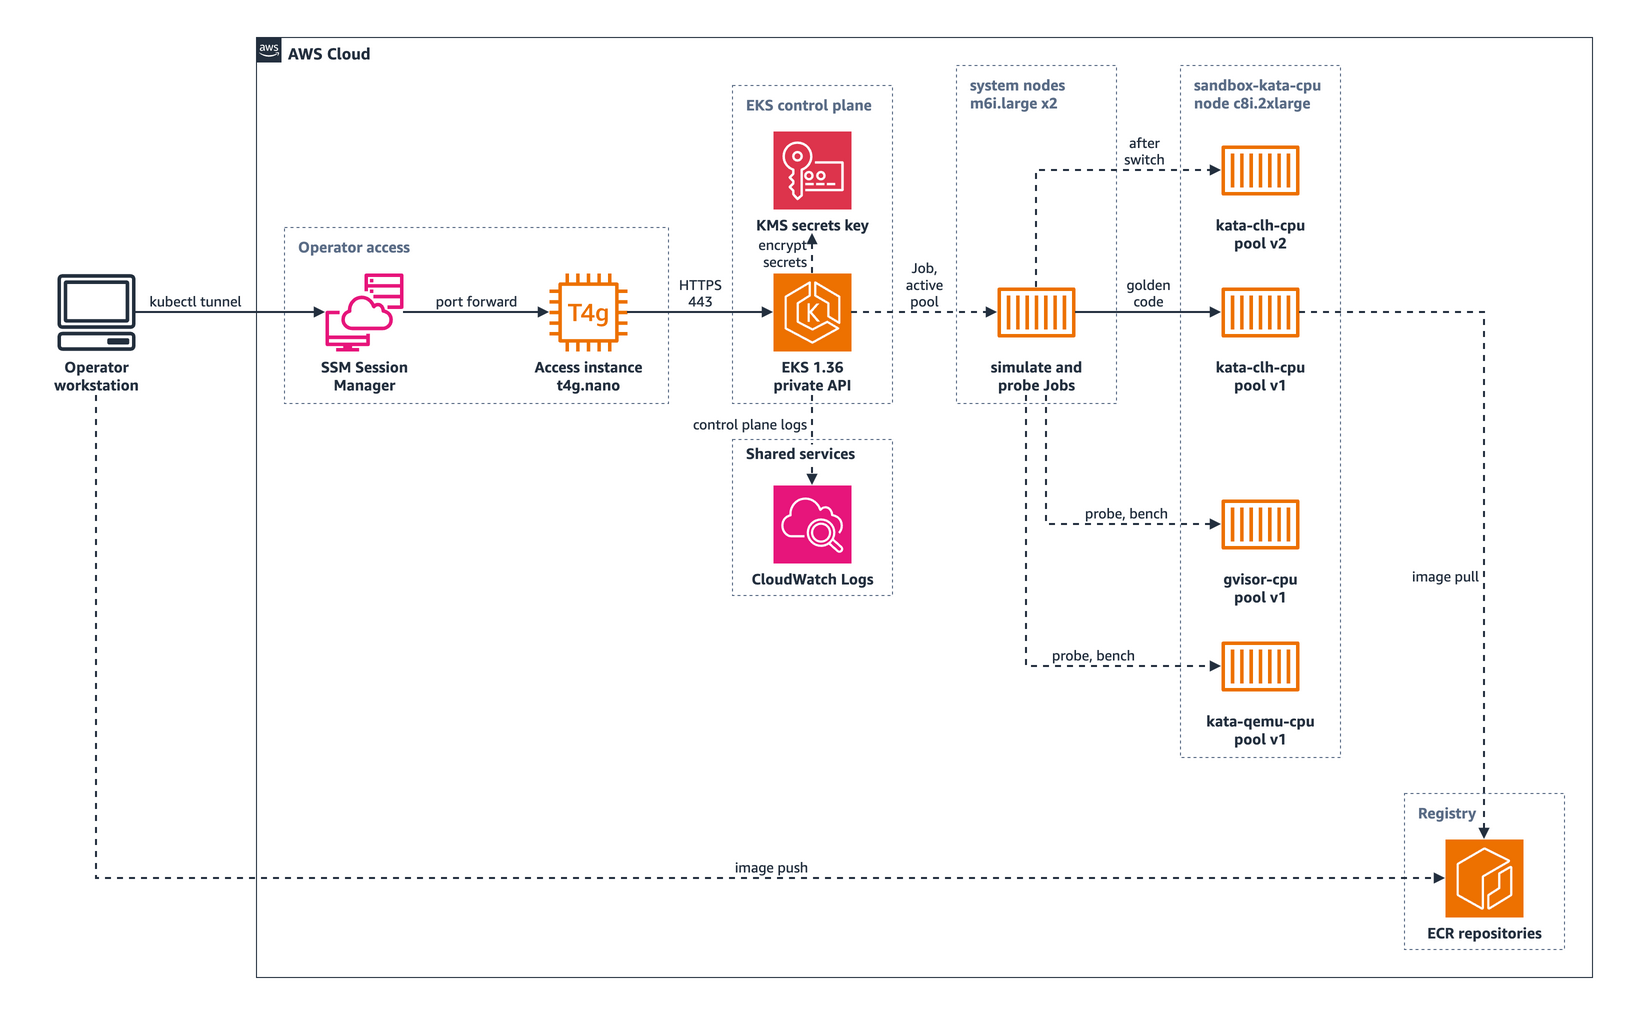 aws
AWS Cloud
Operator
workstation
kubectl tunnel
Operator access
SSM Session
Manager
port forward
T4g
Access instance
t4g.nano
HTTPS
443
EKS control plane
KMS secrets key
encrypt
secrets
K
EKS 1.36
private API
control plane logs
Shared services
CloudWatch Logs
Job,
active
pool
system nodes
m6i.large x2
simulate and
probe Jobs
after
switch
golden
code
probe, bench
probe, bench
sandbox-kata-cpu
node c8i.2xlarge
kata-clh-cpu
pool v2
kata-clh-cpu
pool v1
gvisor-cpu
pool v1
kata-qemu-cpu
pool v1
image pull
image push
Registry
ECR repositories